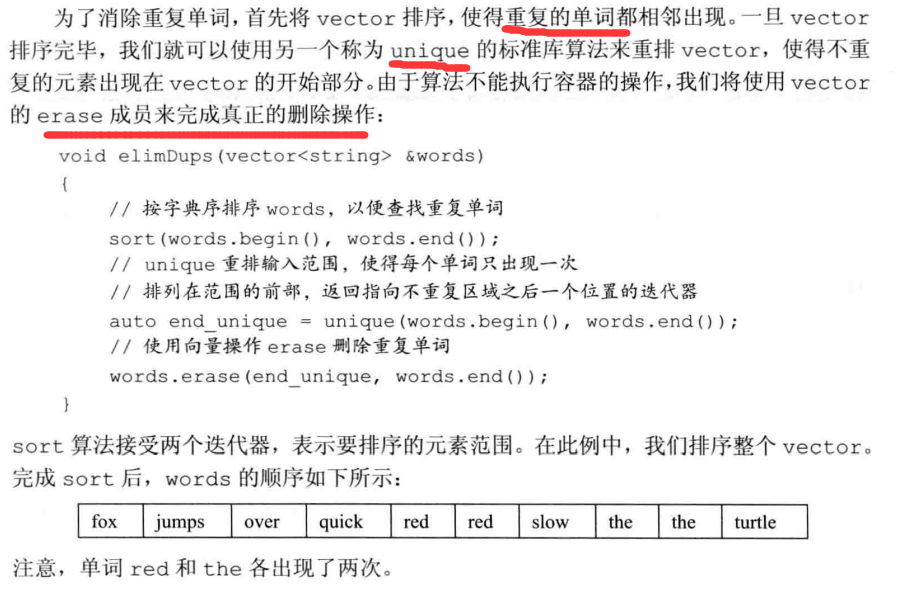 为了消除重复单词,首先将 vector 排序,使得重复的单词都相邻出现。一旦 vector
排序完毕，我们就可以使用另一个称为 unique 的标准库算法来重排 vector，使得不重
复的元素出现在 vector 的开始部分。由于算法不能执行容器的操作,我们将使用 vector
的 erase 成员来完成真正的删除操作：
void elimDups(vector<string> &words)
{
// 按字典序排序 words，以便查找重复单词
sort(words.begin(), words.end());
// unique 重排输入范围，使得每个单词只出现一次
// 排列在范围的前部，返回指向不重复区域之后一个位置的迭代器
auto end_unique = unique(words.begin(), words.end());
// 使用向量操作 erase 删除重复单词
words.erase(end_unique, words.end());
}
sort 算法接受两个迭代器，表示要排序的元素范围。在此例中，我们排序整个 vector。
完成 sort 后，words 的顺序如下所示：
fox jumps over quick red red slow the the turtle
注意，单词 red 和 the 各出现了两次。